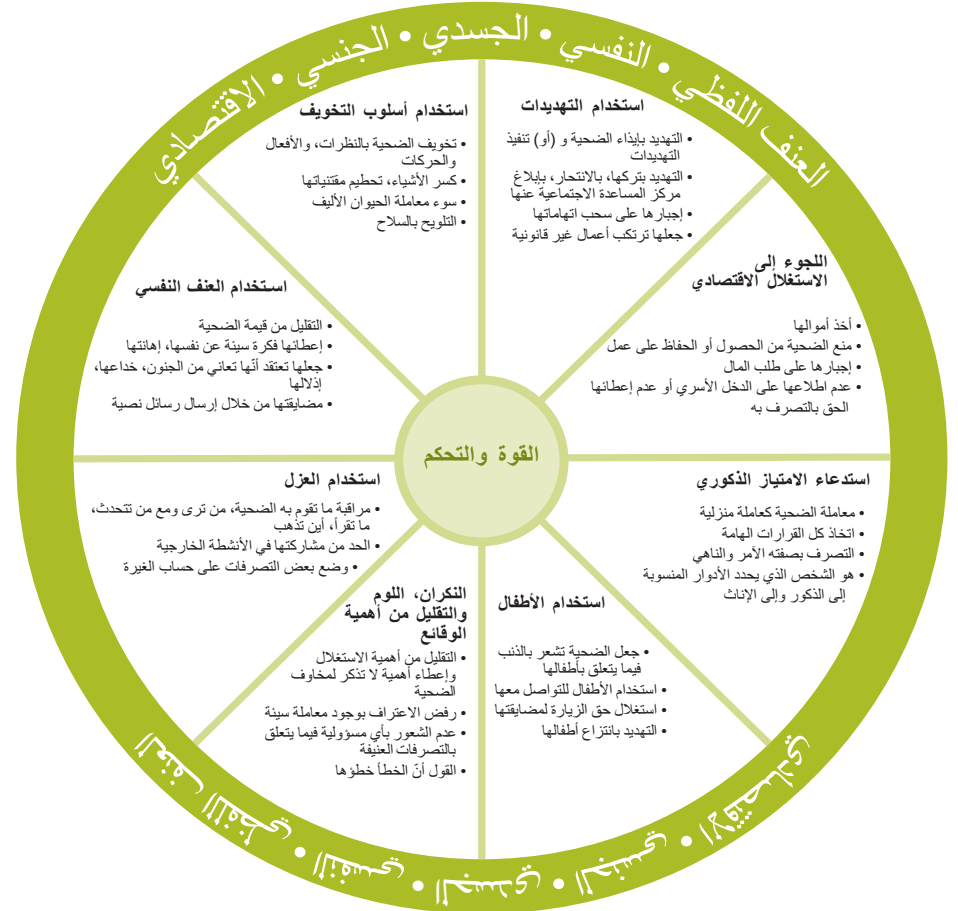 العنف اللفظي • النفسي • الجسدي • الجنسي • الاقتصادي
استخدام التهديدات
• التهديد بإيذاء الضحية و (أو) تنفيذ
التهديدات
• التهديد بتركها، بالانتحار، بإبلاغ
مركز المساعدة الاجتماعية عنها
• إجبارها على سحب اتهاماتها
• جعلها ترتكب أعمال غير قانونية
استخدام أسلوب التخويف
• تخويف الضحية بالنظرات، والأفعال
والحركات
• كسر الأشياء، تحطيم مقتنياتها
• سوء معاملة الحيوان الأليف
• التلويح بالسلاح
اللجوء إلى
الاستغلال الاقتصادي
• أخذ أموالها
• منع الضحية من الحصول أو الحفاظ على عمل
• إجبارها على طلب المال
• عدم اطلاعها على الدخل الأسري أو عدم إعطائها
الحق بالتصرف به
استخدام العنف النفسي
• التقليل من قيمة الضحية
• إعطائها فكرة سيئة عن نفسها، إهانتها
• جعلها تعتقد أنّها تعاني من الجنون، خداعها،
إذلالها
• مضايقتها من خلال إرسال رسائل نصية
القوة والتحكم
استدعاء الامتياز الذكوري
• معاملة الضحية كعاملة منزلية
• اتخاذ كل القرارات الهامة
• التصرف بصفته الآمر والناهي
• هو الشخص الذي يحدد الأدوار المنسوبة
إلى الذكور وإلى الإناث
استخدام العزل
• مراقبة ما تقوم به الضحية، من ترى ومع من تتحدث،
ما تقرأ، أين تذهب
• الحد من مشاركتها في الأنشطة الخارجية
• وضع بعض التصرفات على حساب الغيرة
استخدام الأطفال
• جعل الضحية تشعر بالذنب
فيما يتعلق بأطفالها
• استخدام الأطفال للتواصل معها
• استغلال حق الزيارة لمضايقتها
• التهديد بانتزاع أطفالها
النكران، اللوم
والتقليل من أهمية
الوقائع
• التقليل من أهمية الاستغلال
وإعطاء أهمية لا تذكر لمخاوف
الضحية
• رفض الاعتراف بوجود معاملة سيئة
• عدم الشعور بأي مسؤولية فيما يتعلق
بالتصرفات العنيفة
• القول أنّ الخطأ خطؤها
العنف اللفظي • النفسي • الجسدي • الجنسي • الاقتصادي